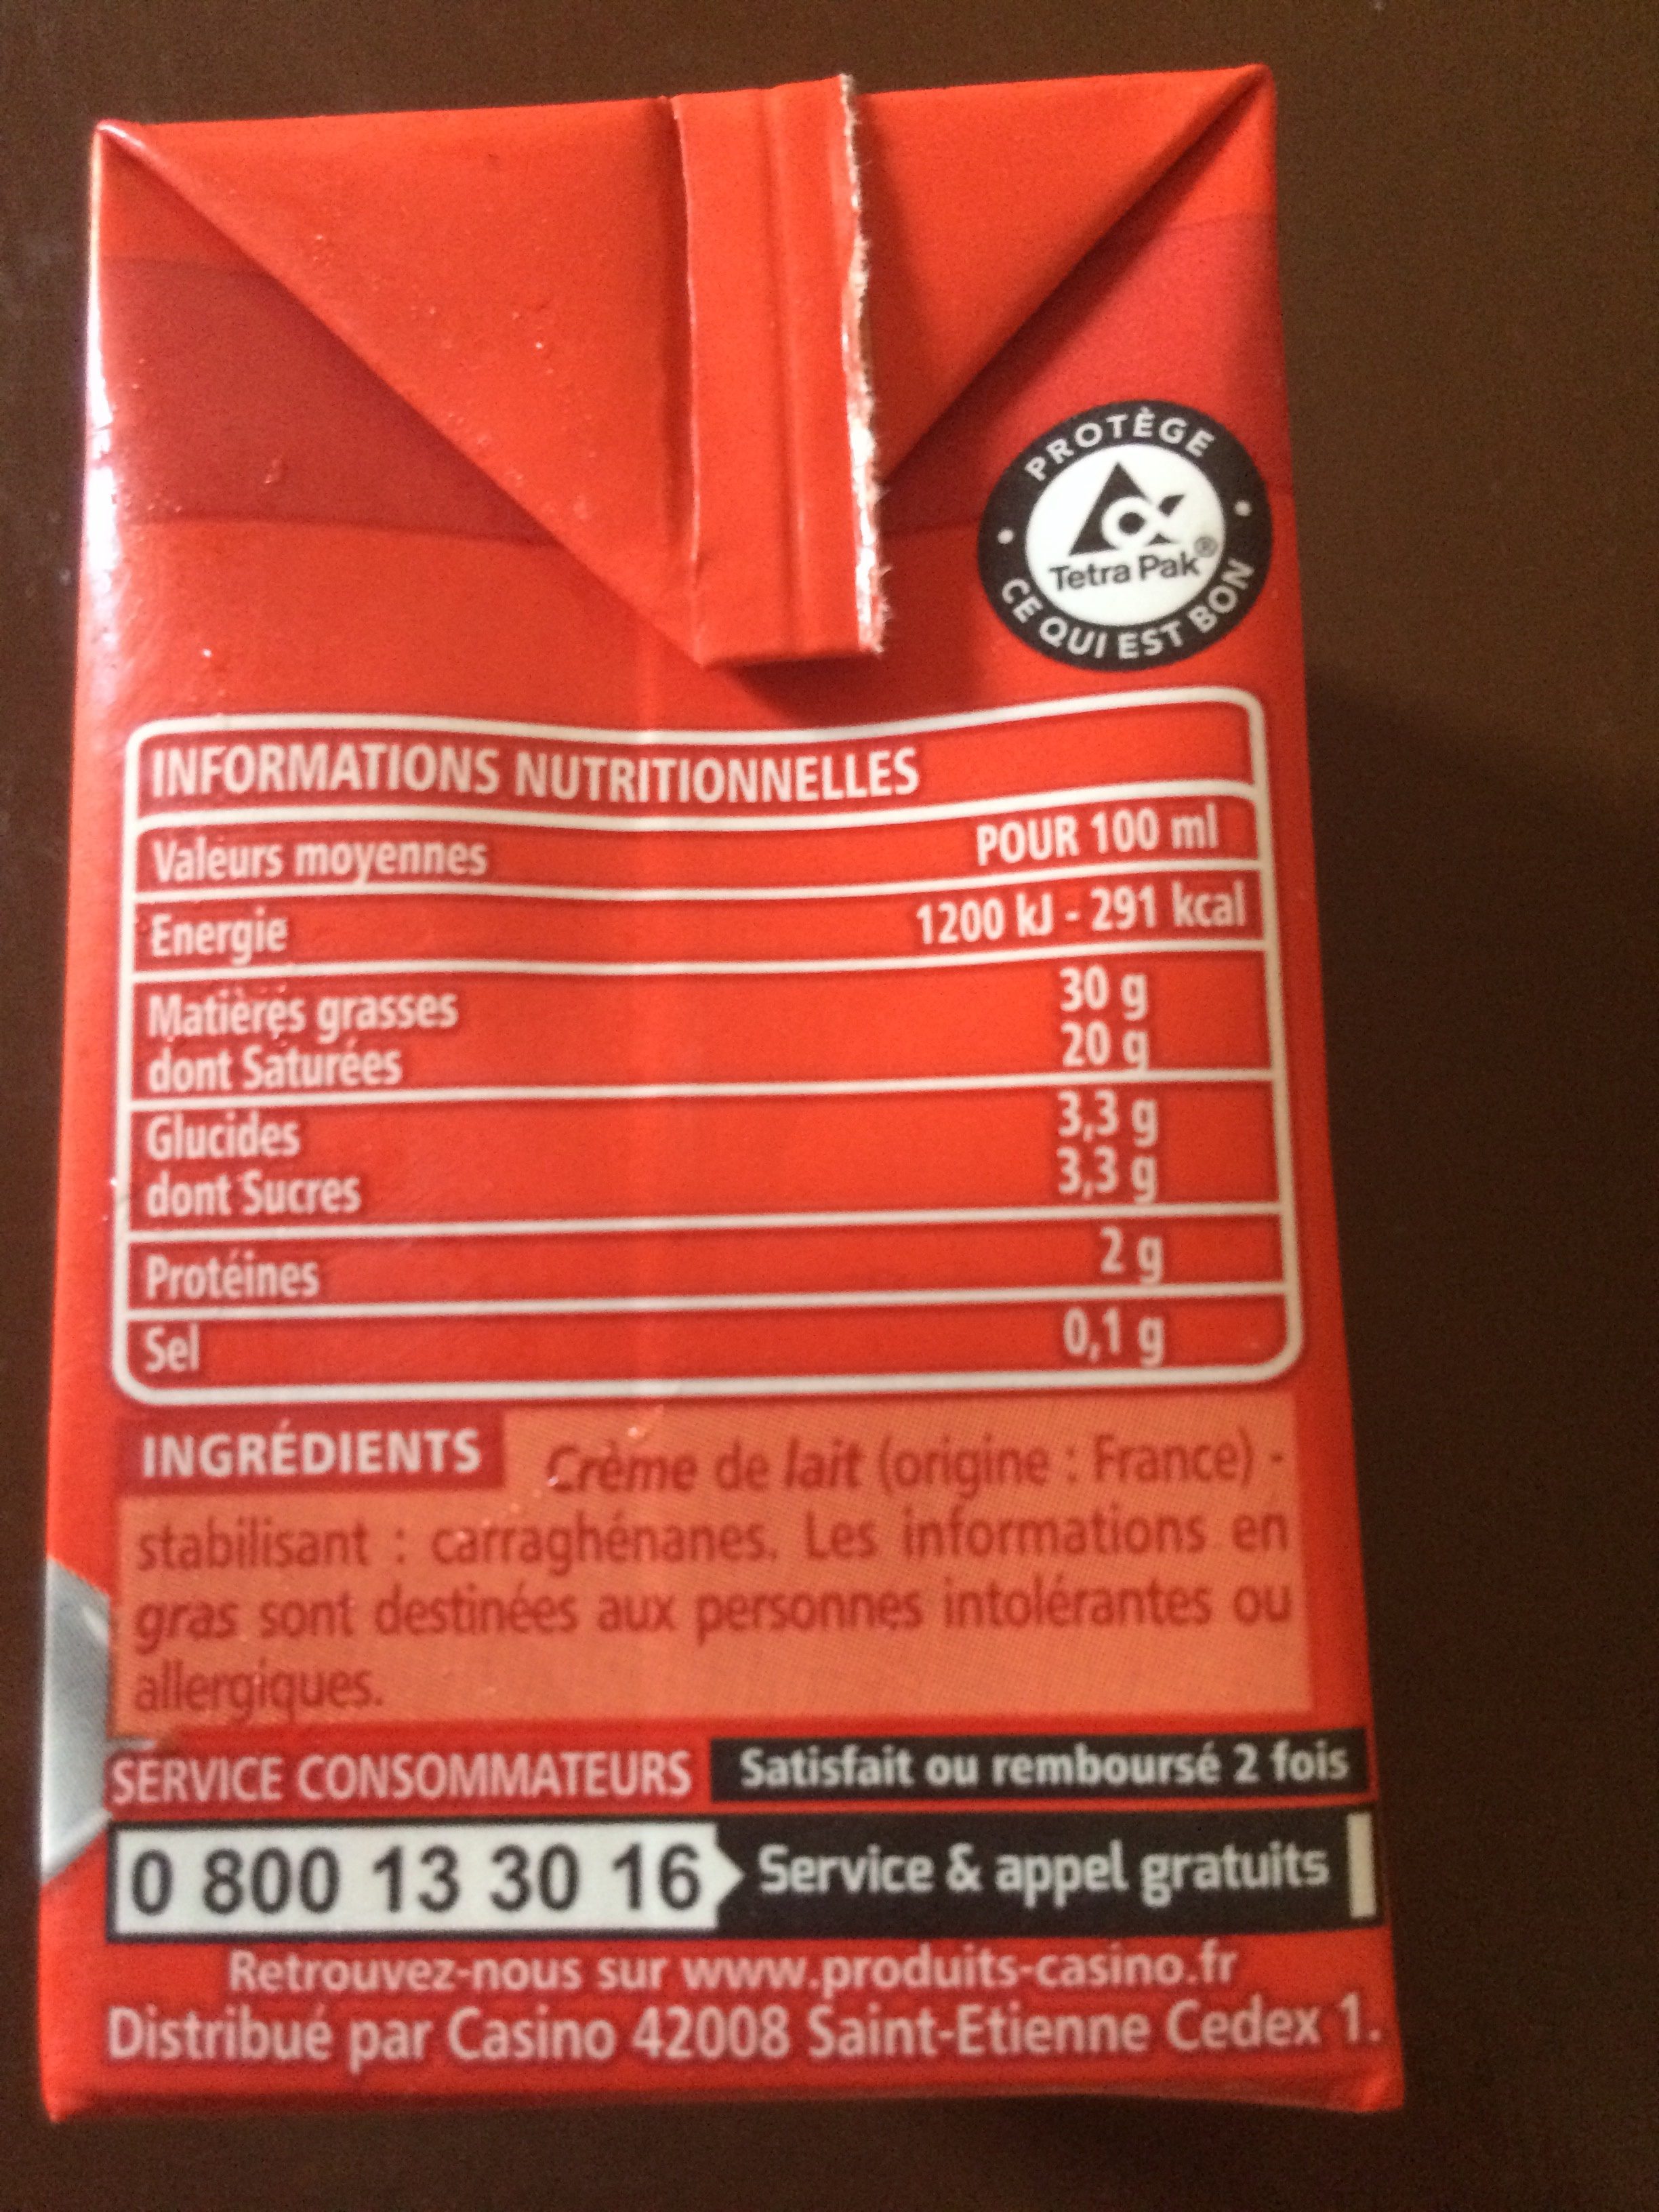 PROTÈGE
Tetra Pak®
CE QUI EST BON
INFORMATIONS NUTRITIONNELLES
Valeurs moyennes POUR 100 ml
Energie 1200 kJ - 291 kcal
Matières grasses 30 g
dont Saturées 20 g
Glucides 3,3 g
dont Sucres 3,3 g
Protéines 2 g
Sel 0,1 g
INGRÉDIENTS Crème de lait (origine : France) -
stabilisant : carraghénanes. Les informations en
gras sont destinées aux personnes intolérantes ou
allergiques.
SERVICE CONSOMMATEURS Satisfait ou remboursé 2 fois
0 800 13 30 16 Service & appel gratuits
Retrouvez-nous sur www.produits-casino.fr
Distribué par Casino 42008 Saint-Etienne Cedex 1.